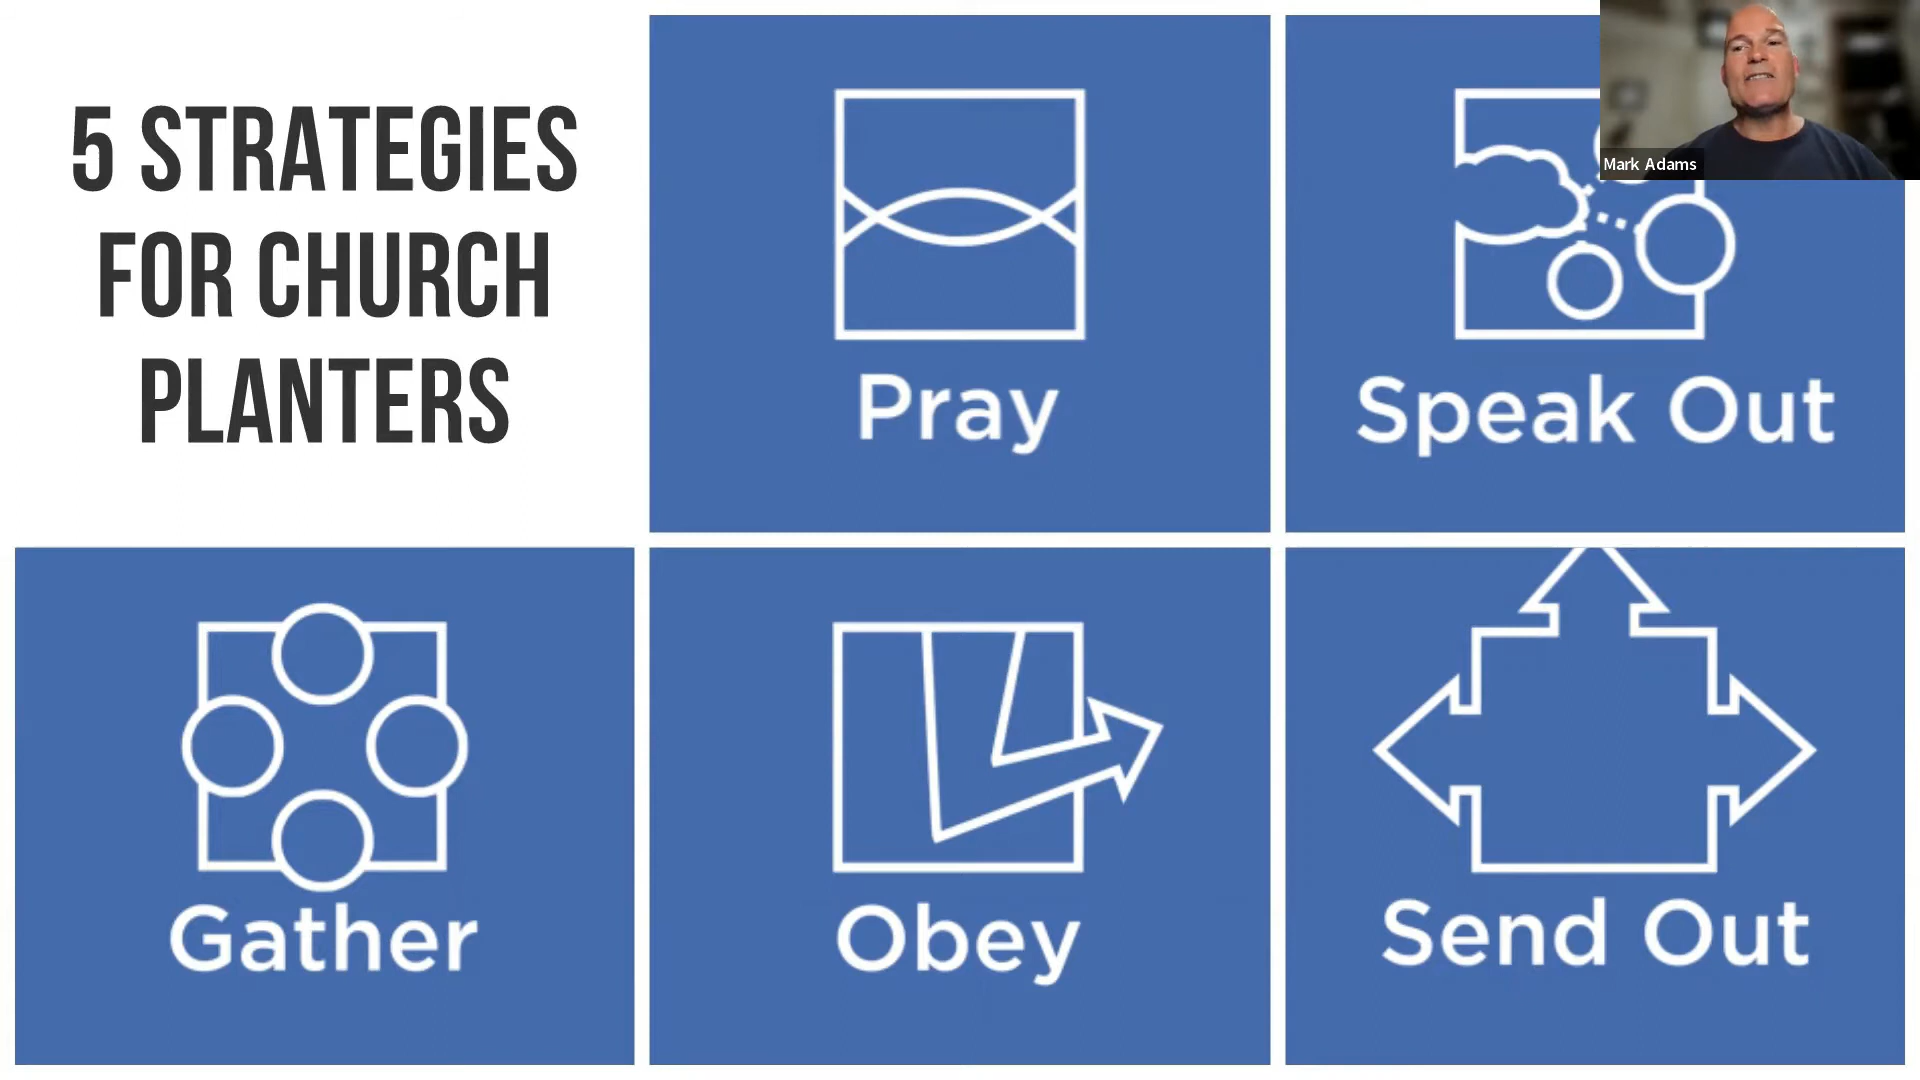 5 STRATEGIES
FOR CHURCH
PLANTERS
Pray
Speak Out
Mark Adams
Gather
Obey
Send Out